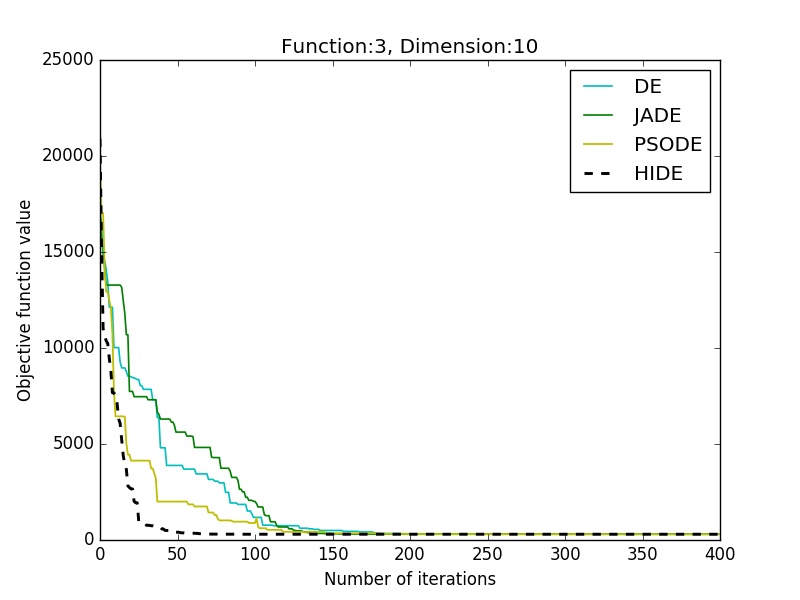 Function:3, Dimension:10
25000
20000
15000
10000
5000
0
Objective function value
0 50 100 150 200 250 300 350 400
Number of iterations
DE
JADE
PSODE
HIDE